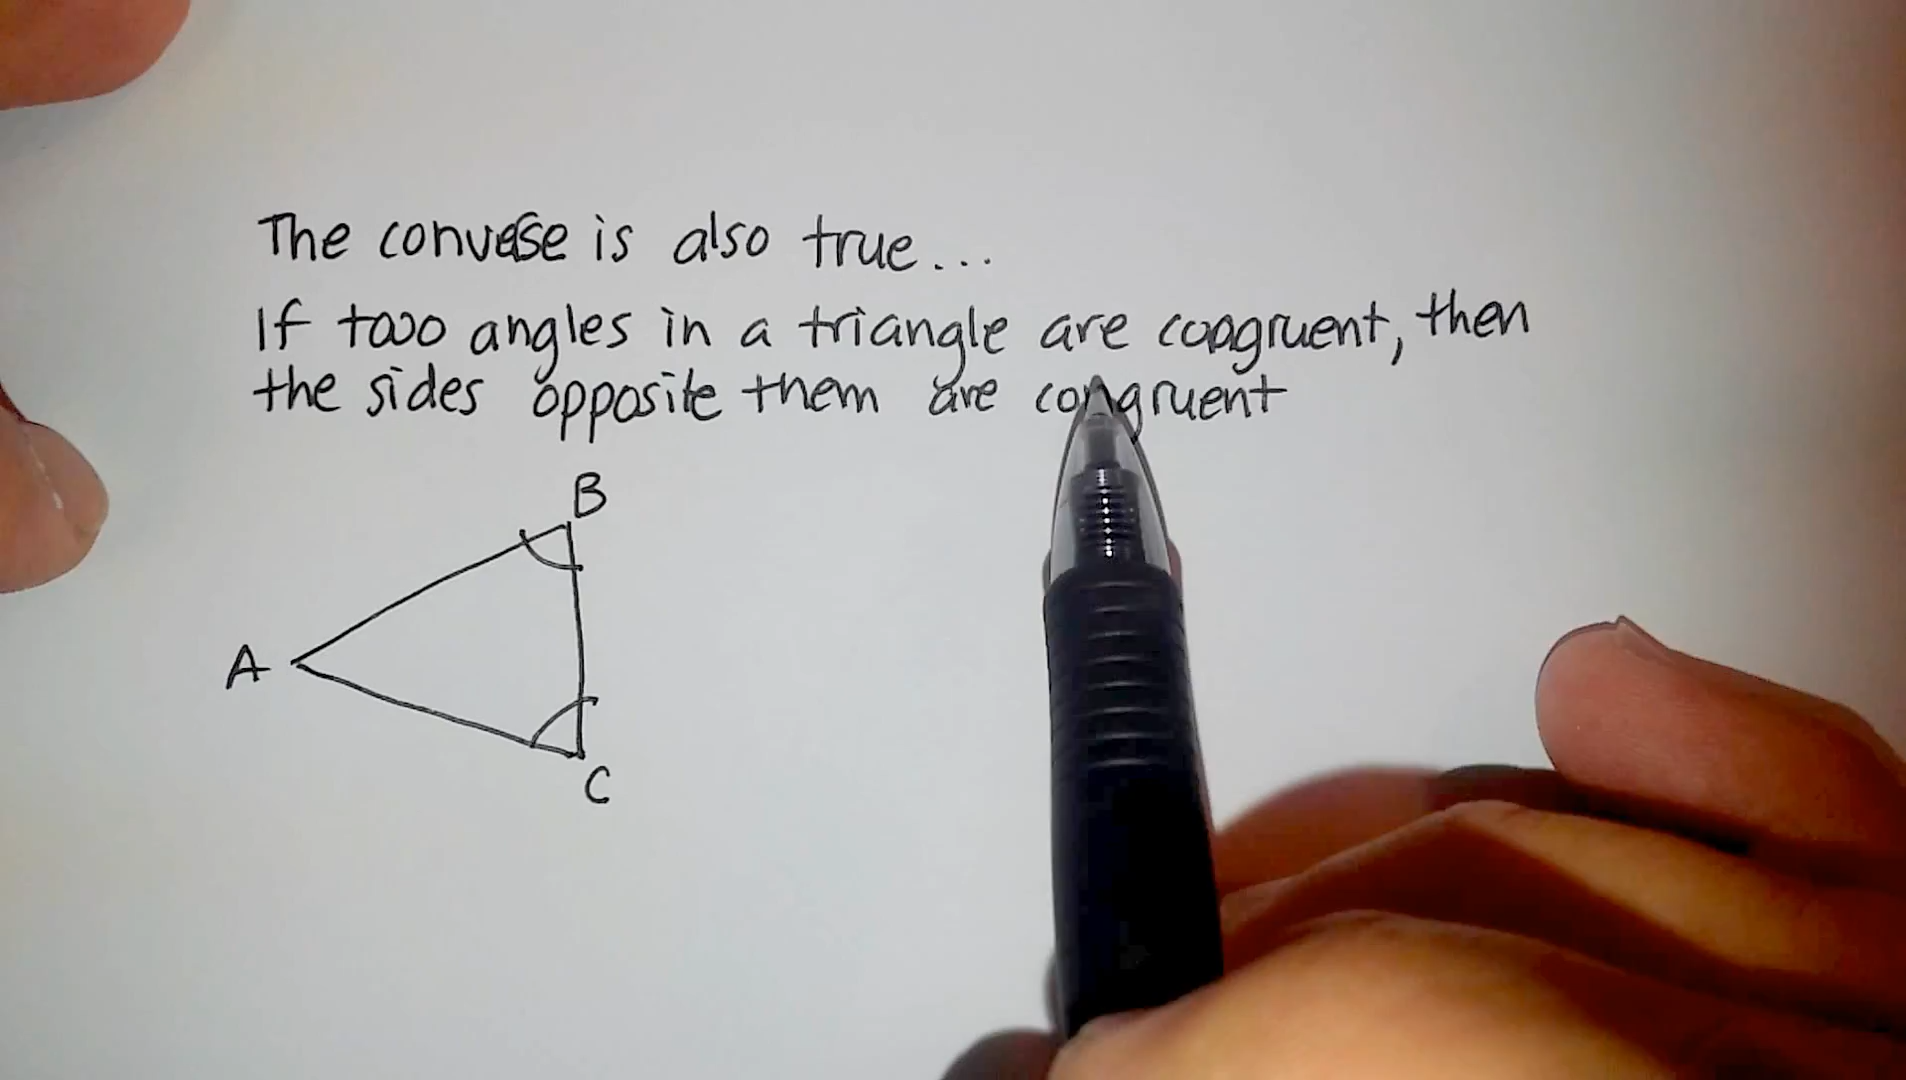 The converse is also true...
If two angles in a triangle are congruent, then
the sides opposite them are congruent
B
A
C